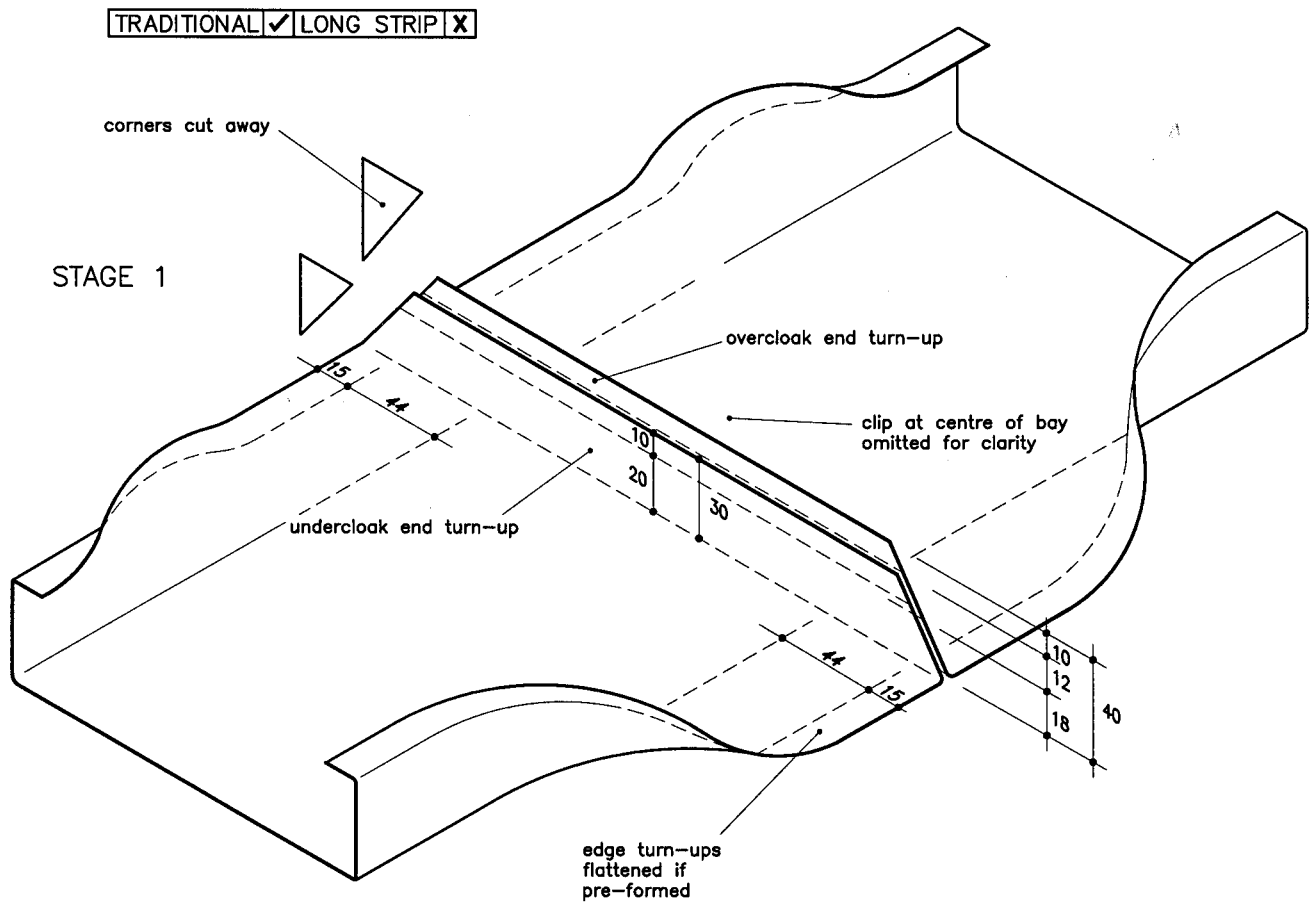 TRADITIONAL ✓ LONG STRIP X
corners cut away
STAGE 1
overcloak end turn-up
15
44
clip at centre of bay
omitted for clarity
10
20
30
undercloak end turn-up
44
15
10
12
18
40
edge turn-ups
flattened if
pre-formed